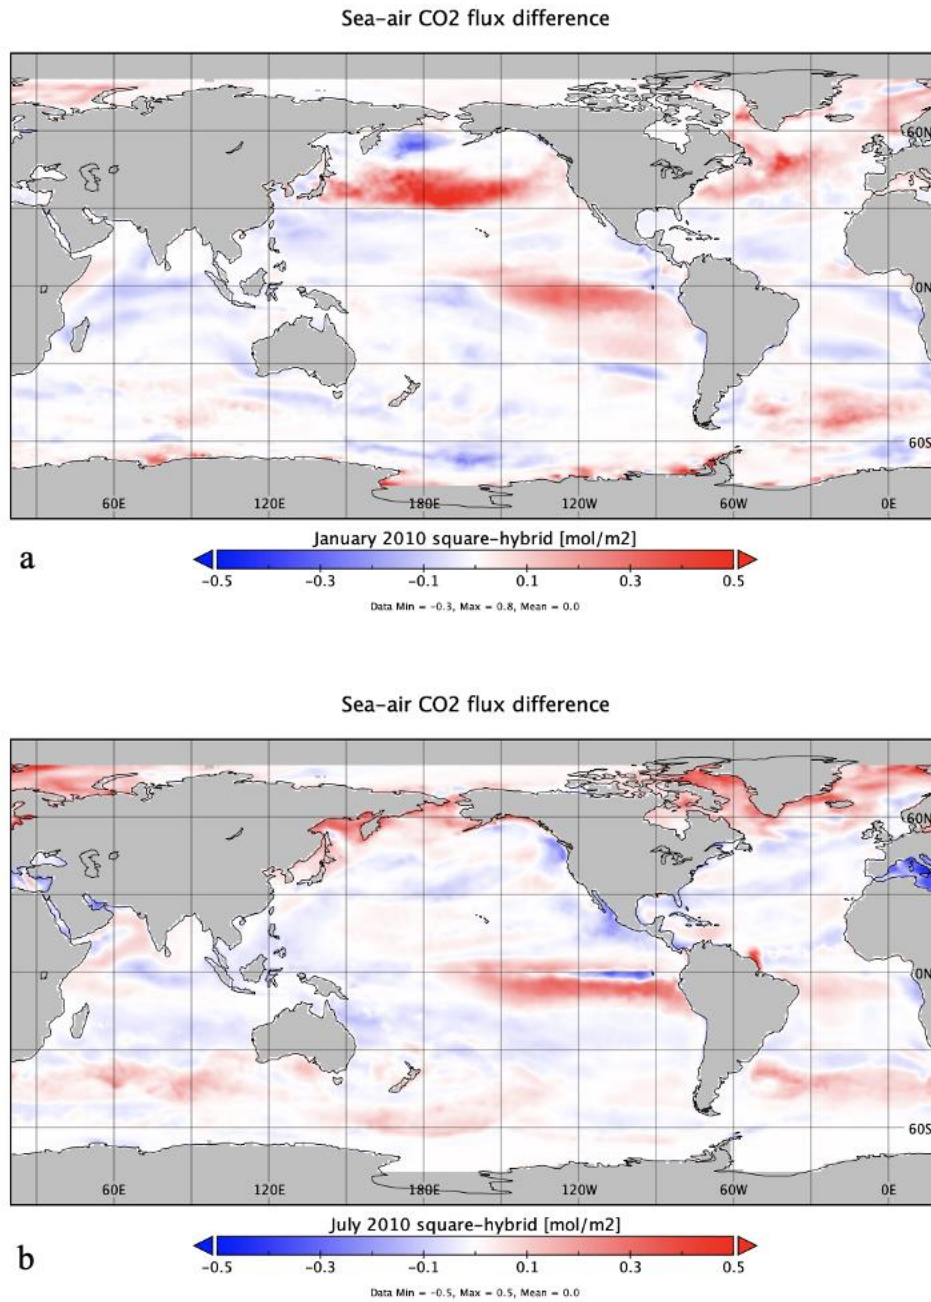 Sea-air CO2 flux difference
60N
0N
60S
60E 120E 180E 120W 60W 0E
January 2010 square-hybrid [mol/m2]
a
-0.5 -0.3 -0.1 0.1 0.3 0.5
Data Min = -0.3, Max = 0.8, Mean = 0.0
Sea-air CO2 flux difference
60N
0N
60S
60E 120E 180E 120W 60W 0E
July 2010 square-hybrid [mol/m2]
b
-0.5 -0.3 -0.1 0.1 0.3 0.5
Data Min = -0.5, Max = 0.5, Mean = 0.0